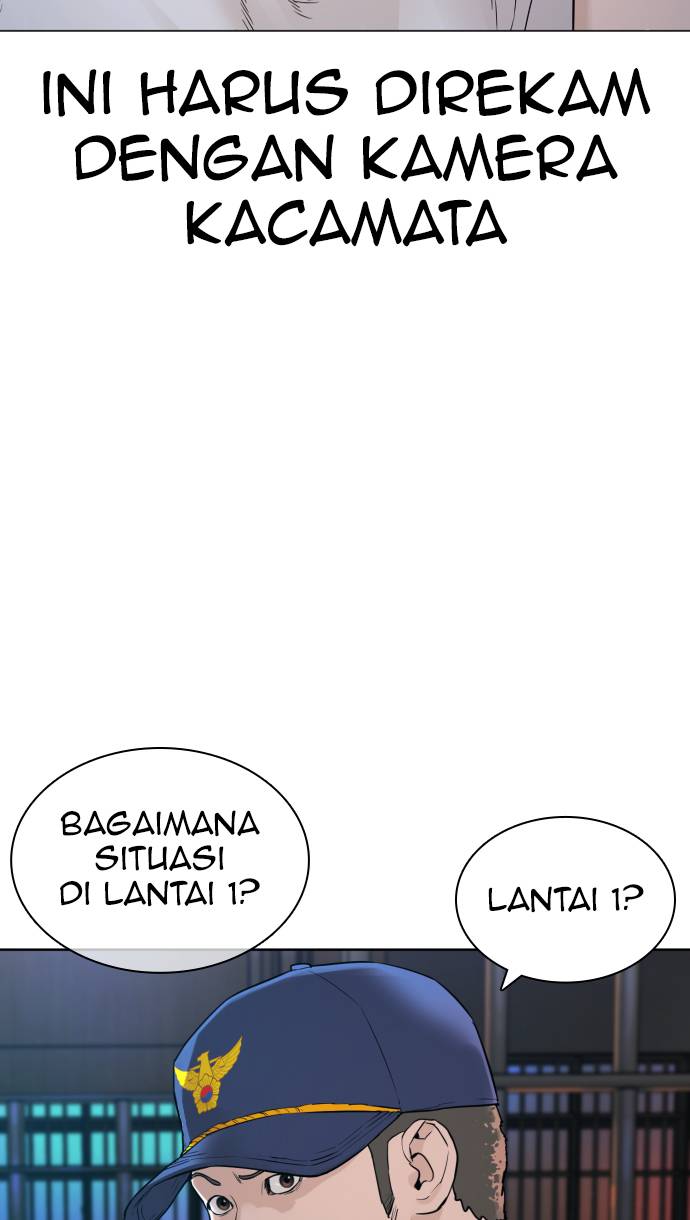 INI HARUS DIREKAM
DENGAN KAMERA
KACAMATA
BAGAIMANA
SITUASI
DI LANTAI 1?
LANTAI 1?